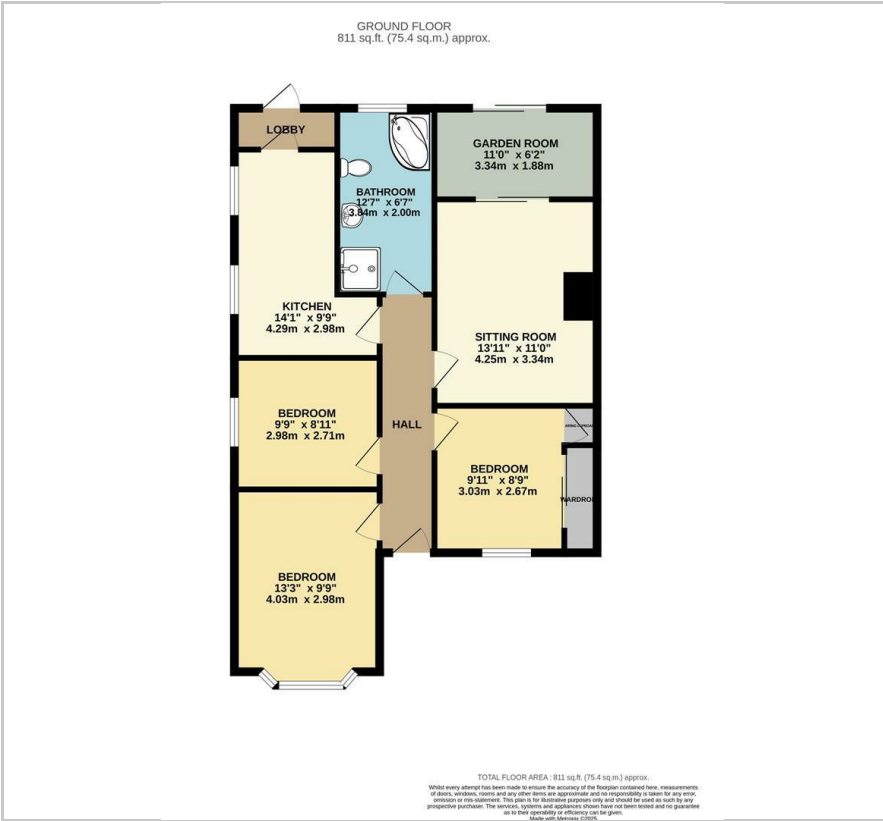 GROUND FLOOR
811 sq.ft. (75.4 sq.m.) approx.
LOBBY
GARDEN ROOM
11'0" x 6'2"
3.34m x 1.88m
BATHROOM
12'7" x 6'7"
3.84m x 2.00m
KITCHEN
14'1" x 9'9"
4.29m x 2.98m
SITTING ROOM
13'11" x 11'0"
4.25m x 3.34m
HALL
BEDROOM
9'9" x 8'11"
2.98m x 2.71m
BEDROOM
9'11" x 8'9"
3.03m x 2.67m
WARDROB
BEDROOM
13'3" x 9'9"
4.03m x 2.98m
TOTAL FLOOR AREA : 811 sq.ft. (75.4 sq.m.) approx.
Whilst every attempt has been made to ensure the accuracy of the floorplan contained here, measurements
of doors, windows, rooms and any other items are approximate and no responsibility is taken for any error,
omission or mis-statement. This plan is for illustrative purposes only and should be used as such by any
prospective purchaser. The services, systems and appliances shown have not been tested and no guarantee
as to their operability or efficiency can be given.
Made with Metropix ©2025